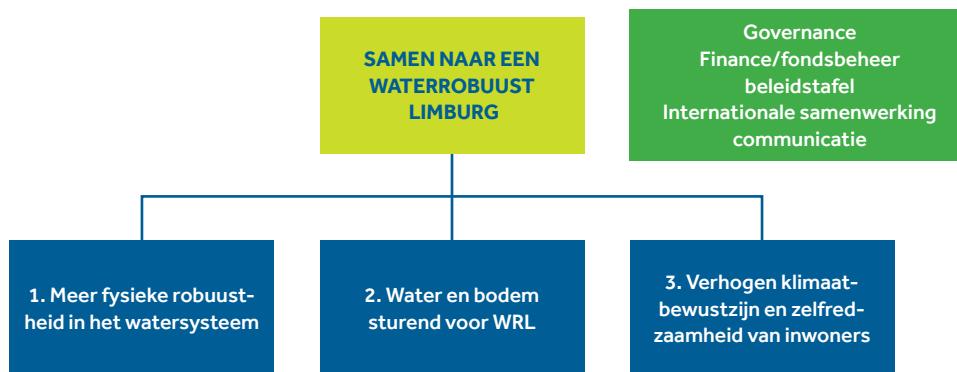 SAMEN NAAR EEN
WATERROBUUST
LIMBURG
Governance
Finance/fondsbeheer
beleidstafel
Internationale samenwerking
communicatie
1. Meer fysieke robuust-
heid in het watersysteem
2. Water en bodem
sturend voor WRL
3. Verhogen klimaat-
bewustzijn en zelfred-
zaamheid van inwoners